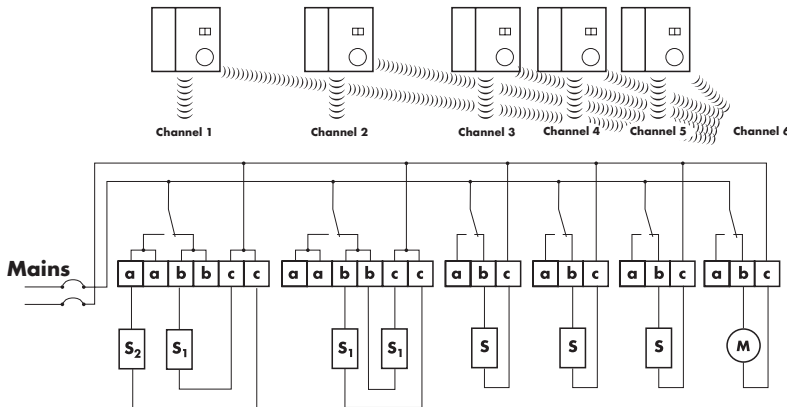 Channel 1 Channel 2 Channel 3 Channel 4 Channel 5 Channel 6
Mains
a a b b c c a a b b c c a b c a b c a b c a b c
S₂ S₁ S₁ S₁ S S S M